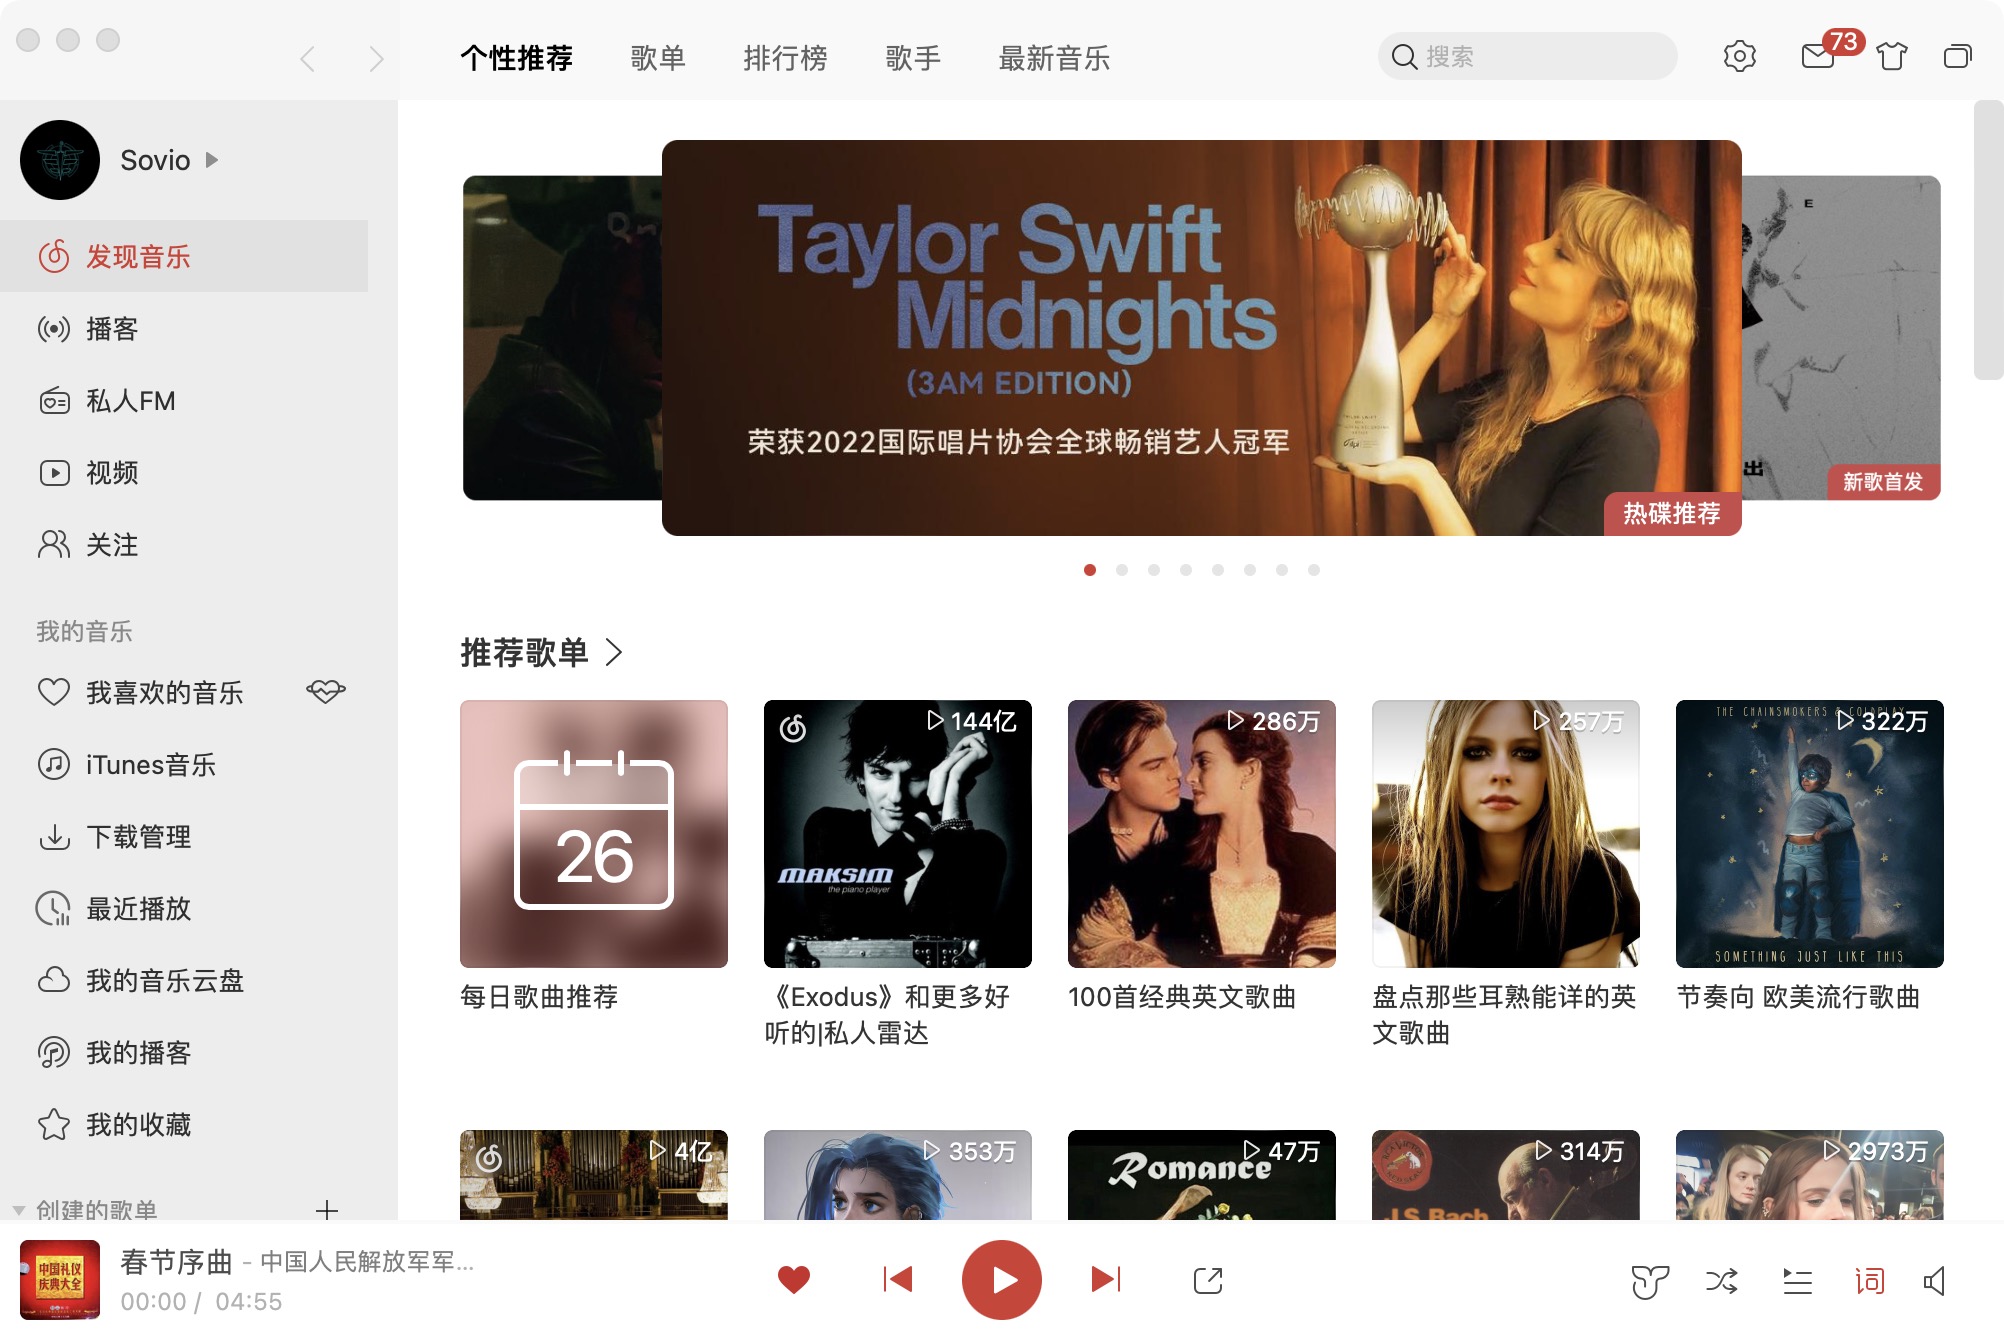 个性推荐 歌单 排行榜 歌手 最新音乐 搜索 73
Sovio
发现音乐
播客
私人FM
视频
关注
我的音乐
我喜欢的音乐
iTunes音乐
下载管理
最近播放
我的音乐云盘
我的播客
我的收藏
创建的歌单
Taylor Swift
Midnights
(3AM EDITION)
荣获2022国际唱片协会全球畅销艺人冠军
热碟推荐
E
出
新歌首发
推荐歌单
26
每日歌曲推荐
144亿
MAKSIM
the piano player
《Exodus》和更多好
听的|私人雷达
286万
100首经典英文歌曲
257万
盘点那些耳熟能详的英
文歌曲
THE CHAINSMOKERS & COLDPLAY
322万
SOMETHING JUST LIKE THIS
节奏向 欧美流行歌曲
4亿
353万
47万
Romance
314万
J.S. Bach
2973万
中国礼仪
庆典大全
春节序曲 - 中国人民解放军军...
00:00 / 04:55
词